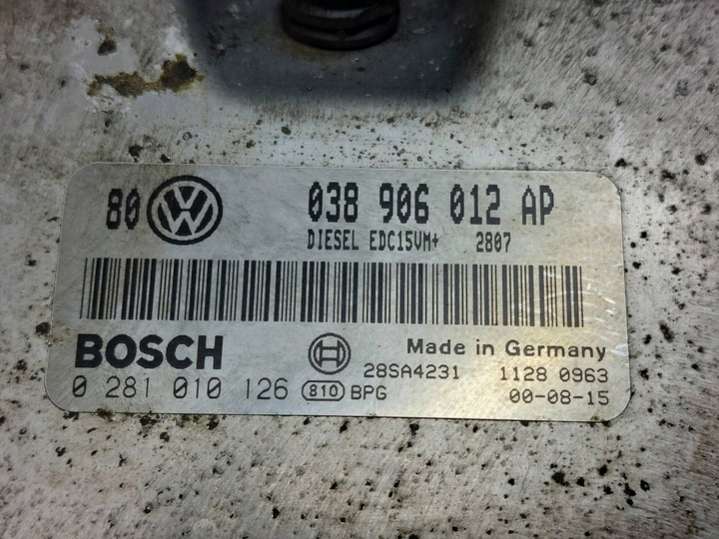 80 VW 038 906 012 AP
DIESEL EDC15VM+ 2807
BOSCH Made in Germany
28SA4231 1128 0963
0 281 010 126 810 BPG 00-08-15